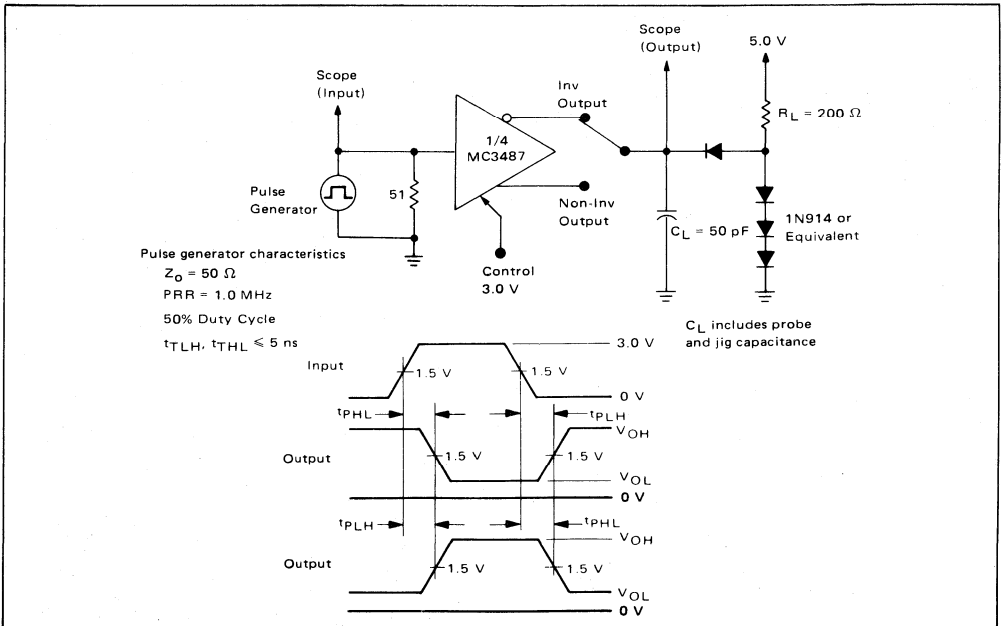 Scope
(Output)
5.0 V
Scope
(Input)
Inv
Output
R_L = 200 Ω
1/4
MC3487
Pulse
Generator
51
Non-Inv
Output
C_L = 50 pF
1N914 or
Equivalent
Control
3.0 V
Pulse generator characteristics
Z_o = 50 Ω
PRR = 1.0 MHz
50% Duty Cycle
t_TLH, t_THL ⩽ 5 ns
C_L includes probe
and jig capacitance
Input
1.5 V
1.5 V
3.0 V
0 V
t_PHL
t_PLH
Output
1.5 V
1.5 V
V_OH
V_OL
0 V
t_PLH
t_PHL
Output
1.5 V
1.5 V
V_OH
V_OL
0 V